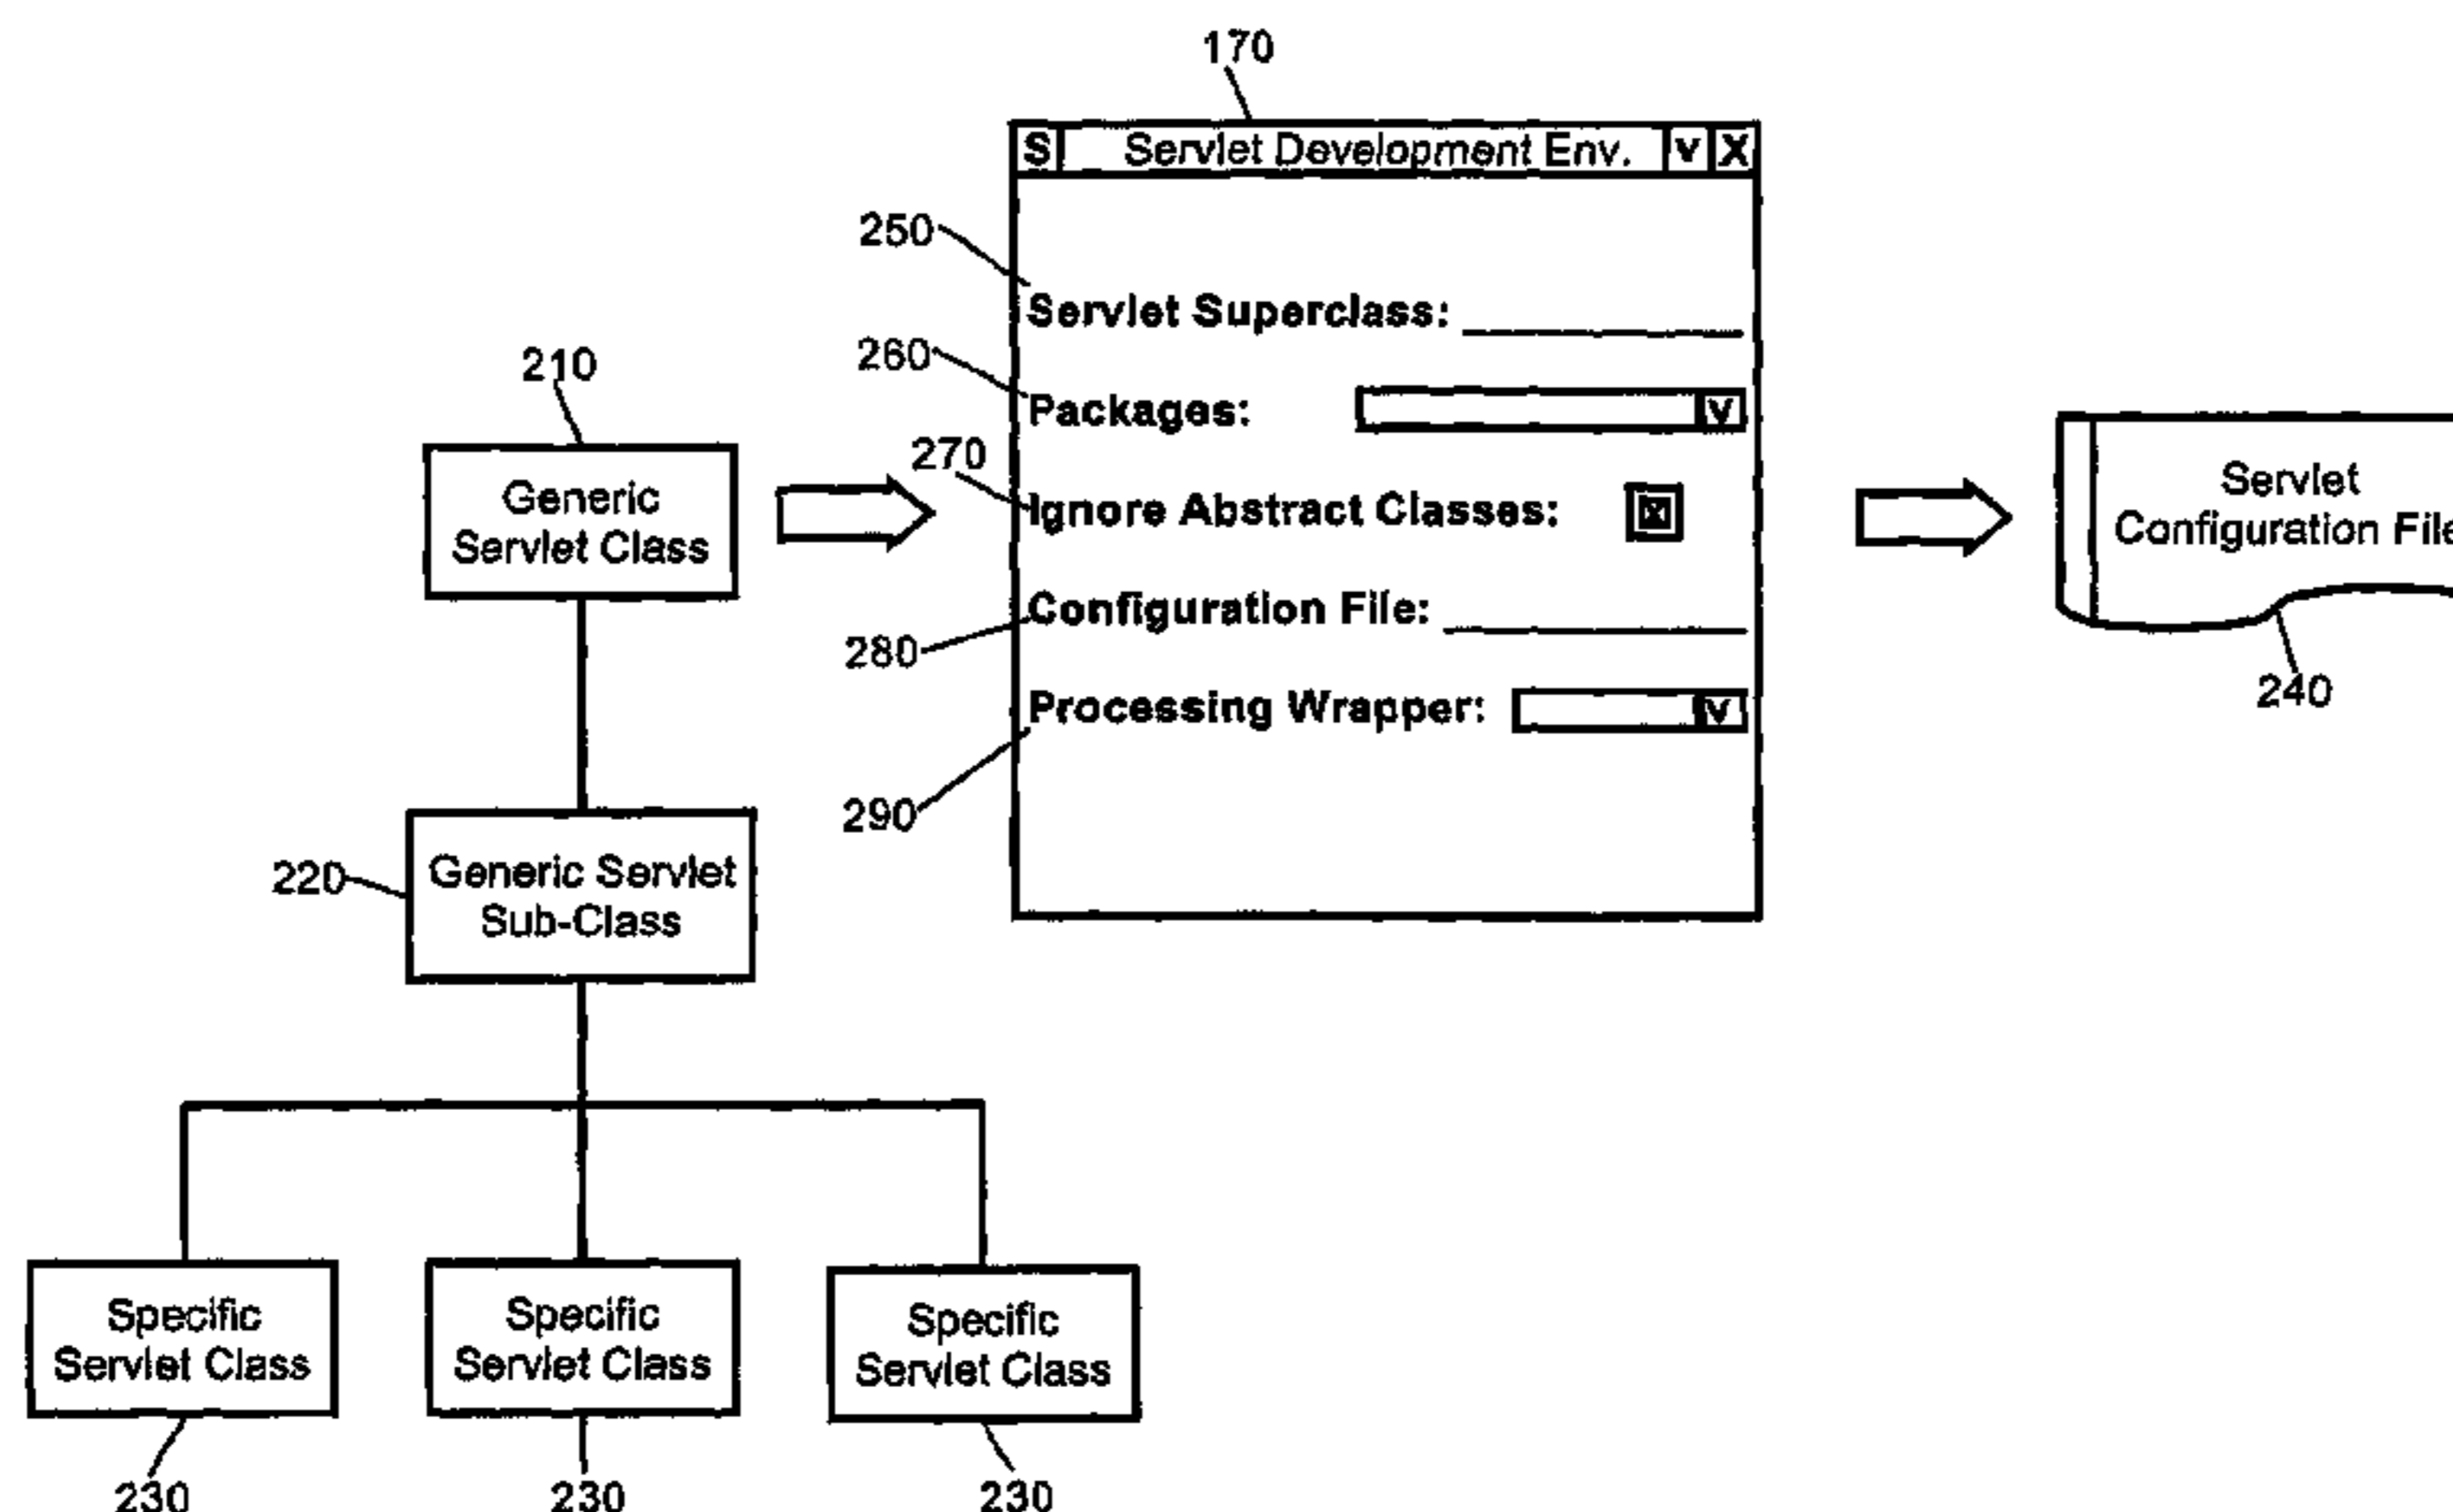 170
S Servlet Development Env. V X
250
Servlet Superclass:
260
Packages: V
270
Ignore Abstract Classes: X
Configuration File:
280
Processing Wrapper: V
290
210
Generic
Servlet Class
220
Generic Servlet
Sub-Class
Specific
Servlet Class
230
Specific
Servlet Class
230
Specific
Servlet Class
230
Servlet
Configuration File
240